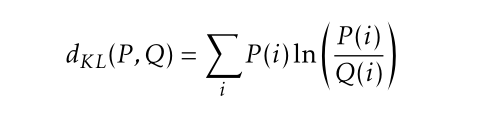 d_{KL}(P, Q) = \sum_{i} P(i) \ln \left( \frac{P(i)}{Q(i)} \right)